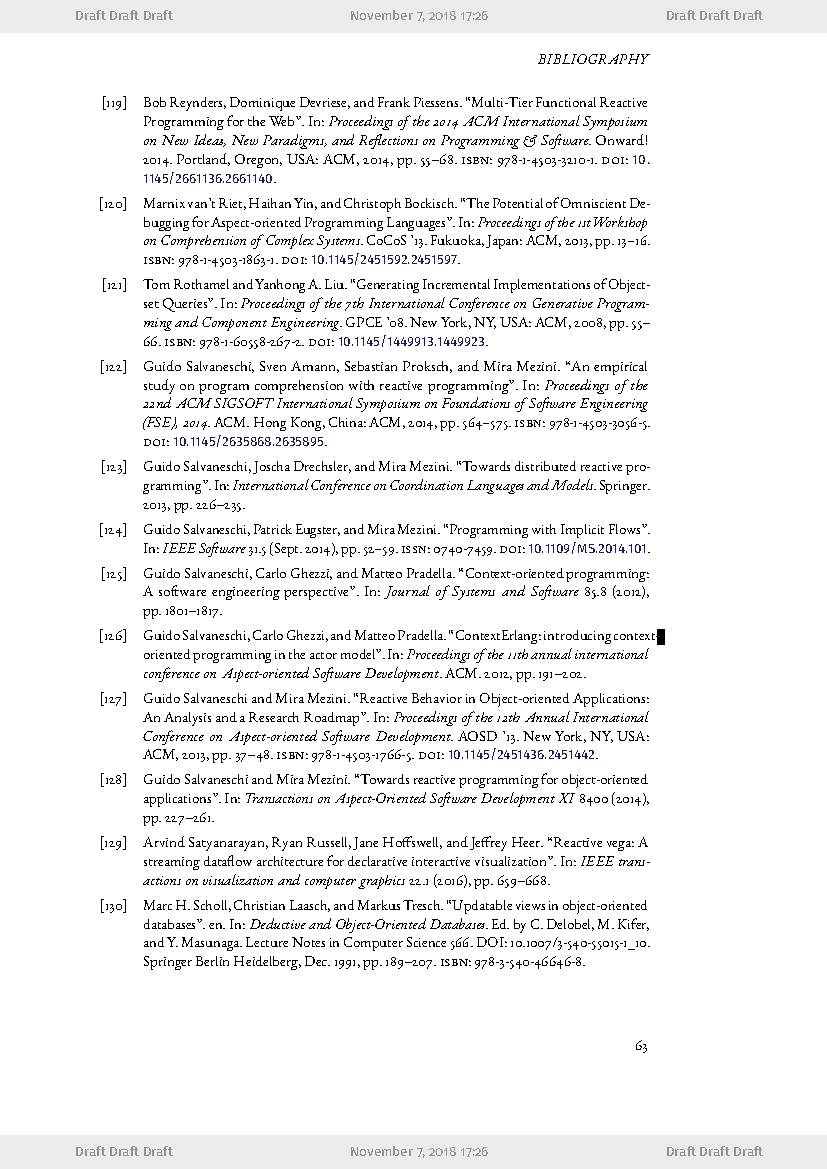 Draft Draft Draft November 7, 2018 17:26 Draft Draft Draft
BIBLIOGRAPHY
[119] Bob Reynders, Dominique Devriese, and Frank Piessens. “Multi-Tier Functional Reactive
Programming for the Web”. In: Proceedings of the 2014 ACM International Symposium
on New Ideas, New Paradigms, and Reflections on Programming & Software. Onward!
2014. Portland, Oregon, USA: ACM, 2014, pp. 55–68. ISBN: 978-1-4503-3210-1. DOI: 10.
1145/2661136.2661140.
[120] Marnix van’t Riet, Haihan Yin, and Christoph Bockisch. “The Potential of Omniscient De-
bugging for Aspect-oriented Programming Languages”. In: Proceedings of the 1st Workshop
on Comprehension of Complex Systems. CoCoS ’13. Fukuoka, Japan: ACM, 2013, pp. 13–16.
ISBN: 978-1-4503-1863-1. DOI: 10.1145/2451592.2451597.
[121] Tom Rothamel and Yanhong A. Liu. “Generating Incremental Implementations of Object-
set Queries”. In: Proceedings of the 7th International Conference on Generative Program-
ming and Component Engineering. GPCE ’08. New York, NY, USA: ACM, 2008, pp. 55–
66. ISBN: 978-1-60558-267-2. DOI: 10.1145/1449913.1449923.
[122] Guido Salvaneschi, Sven Amann, Sebastian Proksch, and Mira Mezini. “An empirical
study on program comprehension with reactive programming”. In: Proceedings of the
22nd ACM SIGSOFT International Symposium on Foundations of Software Engineering
(FSE), 2014. ACM. Hong Kong, China: ACM, 2014, pp. 564–575. ISBN: 978-1-4503-3056-5.
DOI: 10.1145/2635868.2635895.
[123] Guido Salvaneschi, Joscha Drechsler, and Mira Mezini. “Towards distributed reactive pro-
gramming”. In: International Conference on Coordination Languages and Models. Springer.
2013, pp. 226–235.
[124] Guido Salvaneschi, Patrick Eugster, and Mira Mezini. “Programming with Implicit Flows”.
In: IEEE Software 31.5 (Sept. 2014), pp. 52–59. ISSN: 0740-7459. DOI: 10.1109/MS.2014.101.
[125] Guido Salvaneschi, Carlo Ghezzi, and Matteo Pradella. “Context-oriented programming:
A software engineering perspective”. In: Journal of Systems and Software 85.8 (2012),
pp. 1801–1817.
[126] Guido Salvaneschi, Carlo Ghezzi, and Matteo Pradella. “ContextErlang: introducing context-
oriented programming in the actor model”. In: Proceedings of the 11th annual international
conference on Aspect-oriented Software Development. ACM. 2012, pp. 191–202.
[127] Guido Salvaneschi and Mira Mezini. “Reactive Behavior in Object-oriented Applications:
An Analysis and a Research Roadmap”. In: Proceedings of the 12th Annual International
Conference on Aspect-oriented Software Development. AOSD ’13. New York, NY, USA:
ACM, 2013, pp. 37–48. ISBN: 978-1-4503-1766-5. DOI: 10.1145/2451436.2451442.
[128] Guido Salvaneschi and Mira Mezini. “Towards reactive programming for object-oriented
applications”. In: Transactions on Aspect-Oriented Software Development XI 8400 (2014),
pp. 227–261.
[129] Arvind Satyanarayan, Ryan Russell, Jane Hoffswell, and Jeffrey Heer. “Reactive vega: A
streaming dataflow architecture for declarative interactive visualization”. In: IEEE trans-
actions on visualization and computer graphics 22.1 (2016), pp. 659–668.
[130] Marc H. Scholl, Christian Laasch, and Markus Tresch. “Updatable views in object-oriented
databases”. en. In: Deductive and Object-Oriented Databases. Ed. by C. Delobel, M. Kifer,
and Y. Masunaga. Lecture Notes in Computer Science 566. DOI: 10.1007/3-540-55015-1_10.
Springer Berlin Heidelberg, Dec. 1991, pp. 189–207. ISBN: 978-3-540-46646-8.
63
Draft Draft Draft November 7, 2018 17:26 Draft Draft Draft